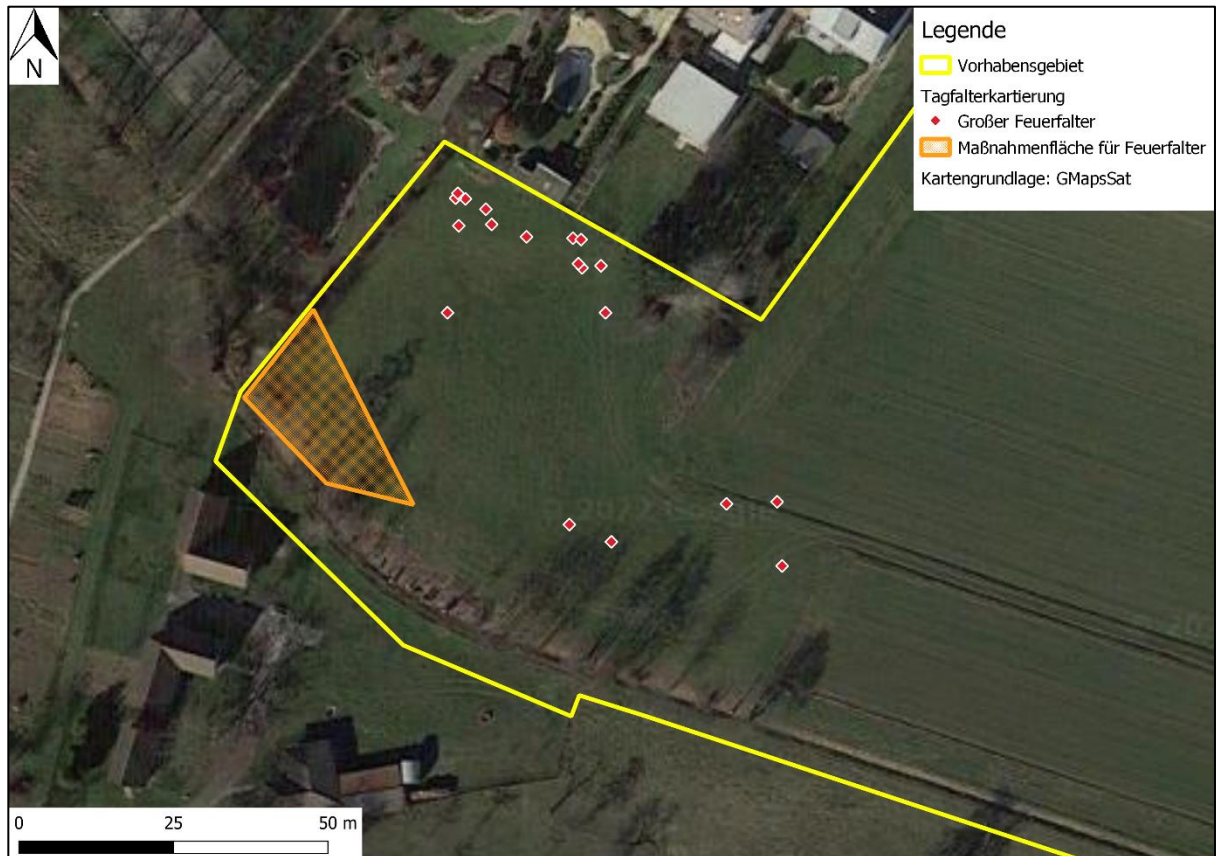 N
Legende
Vorhabensgebiet
Tagfalterkartierung
Großer Feuerfalter
Maßnahmenfläche für Feuerfalter
Kartengrundlage: GMapsSat
0 25 50 m